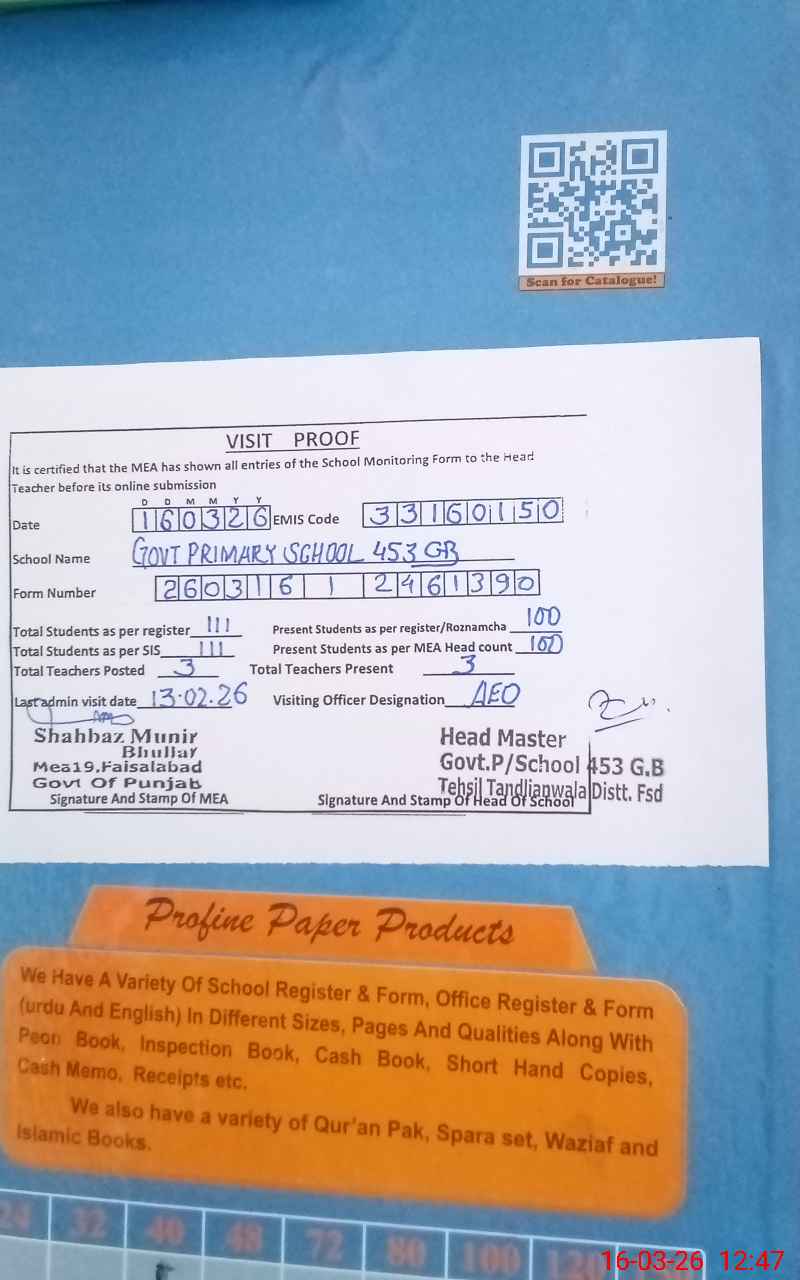 Scan for Catalogue!
VISIT PROOF
It is certified that the MEA has shown all entries of the School Monitoring Form to the Head
Teacher before its online submission
D D M M Y Y
Date 160326 EMIS Code 33160150
School Name GOVT PRIMARY SCHOOL 453 GB
Form Number 2603161 2461390
Total Students as per register 111 Present Students as per register/Roznamcha 100
Total Students as per SIS 111 Present Students as per MEA Head count 100
Total Teachers Posted 3 Total Teachers Present 3
Last admin visit date 13.02.26 Visiting Officer Designation AEO
Shahbaz Munir
Bhullar
Mea19.Faisalabad
Govt Of Punjab
Signature And Stamp Of MEA
Head Master
Govt.P/School 453 G.B
Tehsil Tandlianwala Distt. Fsd
Signature And Stamp Of Head Of School
Profine Paper Products
We Have A Variety Of School Register & Form, Office Register & Form
(urdu And English) In Different Sizes, Pages And Qualities Along With
Peon Book, Inspection Book, Cash Book, Short Hand Copies,
Cash Memo, Receipts etc.
We also have a variety of Qur'an Pak, Spara set, Waziaf and
Islamic Books.
24 32 40 48 72 80 100 120
16-03-26 12:47